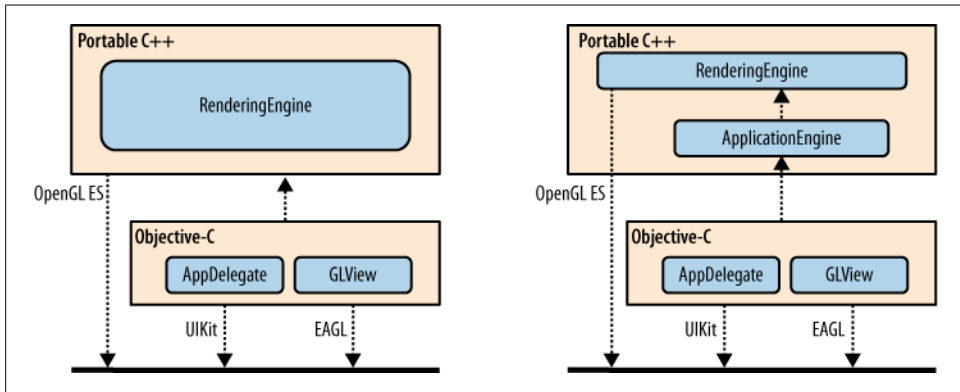 Portable C++
RenderingEngine
OpenGL ES
Objective-C
AppDelegate
GLView
UIKit
EAGL
Portable C++
RenderingEngine
ApplicationEngine
OpenGL ES
Objective-C
AppDelegate
GLView
UIKit
EAGL